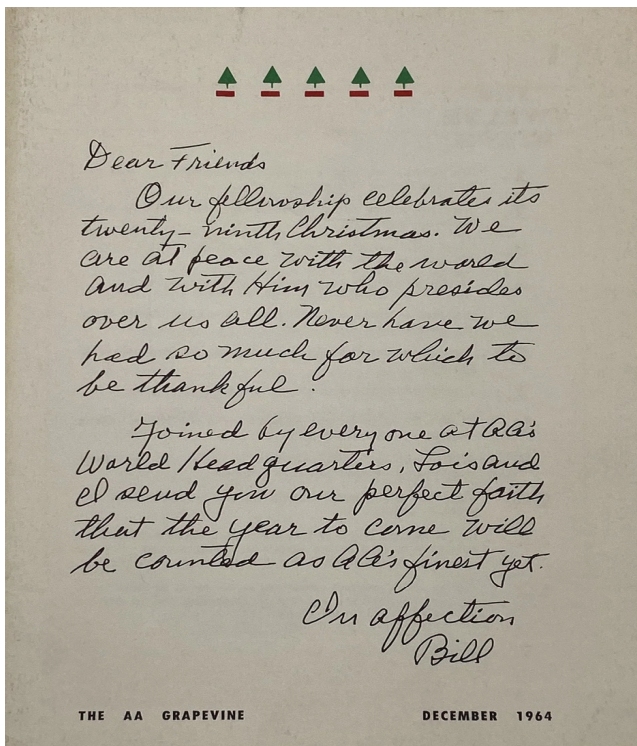 Dear Friends
Our fellowship celebrates its
twenty-ninth Christmas. We
are at peace with the world
and with Him who presides
over us all. Never have we
had so much for which to
be thankful.
Joined by everyone at AA's
World Headquarters, Lois and
I send you our perfect faith
that the year to come will
be counted as AA's finest yet.
In affection
Bill
THE AA GRAPEVINE DECEMBER 1964